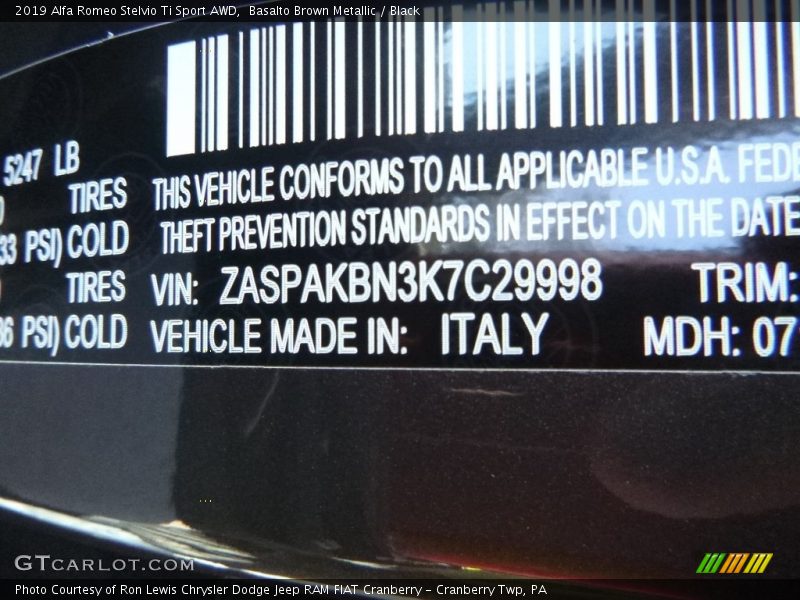 2019 Alfa Romeo Stelvio Ti Sport AWD, Basalto Brown Metallic / Black
5247 LB
TIRES
33 PSI) COLD
TIRES
36 PSI) COLD
THIS VEHICLE CONFORMS TO ALL APPLICABLE U.S.A. FEDE
THEFT PREVENTION STANDARDS IN EFFECT ON THE DATE
VIN: ZASPAKBN3K7C29998 TRIM:
VEHICLE MADE IN: ITALY MDH: 07
GTCARLOT.COM
Photo Courtesy of Ron Lewis Chrysler Dodge Jeep RAM FIAT Cranberry - Cranberry Twp, PA